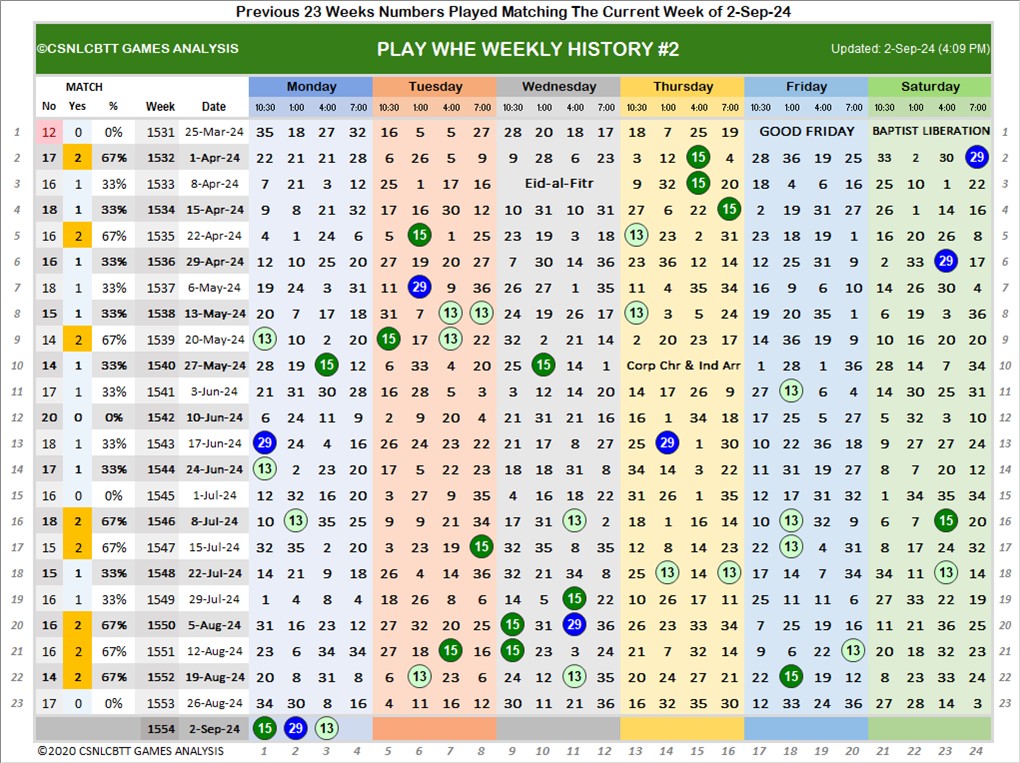 Previous 23 Weeks Numbers Played Matching The Current Week of 2-Sep-24
©CSNLCBTT GAMES ANALYSIS PLAY WHE WEEKLY HISTORY #2 Updated: 2-Sep-24 (4:09 PM)
MATCH Monday Tuesday Wednesday Thursday Friday Saturday
No Yes % Week Date 10:30 1:00 4:00 7:00 10:30 1:00 4:00 7:00 10:30 1:00 4:00 7:00 10:30 1:00 4:00 7:00 10:30 1:00 4:00 7:00 10:30 1:00 4:00 7:00
1 12 0 0% 1531 25-Mar-24 35 18 27 32 16 5 5 27 28 20 18 17 18 7 25 19 GOOD FRIDAY BAPTIST LIBERATION 1
2 17 2 67% 1532 1-Apr-24 22 21 21 28 6 26 5 9 9 28 6 23 3 12 15 4 28 36 19 25 33 2 30 29 2
3 16 1 33% 1533 8-Apr-24 7 21 3 12 25 1 17 16 Eid-al-Fitr 9 32 15 20 18 4 6 16 25 10 1 22 3
4 18 1 33% 1534 15-Apr-24 9 8 21 32 17 16 30 12 10 31 10 31 27 6 22 15 2 19 31 27 26 1 14 16 4
5 16 2 67% 1535 22-Apr-24 4 1 24 6 5 15 1 25 23 19 3 18 13 23 2 31 23 18 19 1 16 20 26 8 5
6 16 1 33% 1536 29-Apr-24 12 10 25 20 27 19 20 27 7 30 14 36 23 36 12 14 12 25 31 9 2 33 29 17 6
7 18 1 33% 1537 6-May-24 19 24 3 31 11 29 9 36 26 27 1 35 11 4 35 34 16 9 6 10 14 26 30 4 7
8 15 1 33% 1538 13-May-24 20 7 17 18 31 7 13 13 24 19 26 17 13 3 5 24 19 20 35 1 6 19 3 36 8
9 14 2 67% 1539 20-May-24 13 10 2 20 15 17 13 22 32 2 21 14 2 20 23 17 14 36 19 9 10 16 20 20 9
10 14 1 33% 1540 27-May-24 28 19 15 12 6 33 4 20 25 15 14 1 Corp Chr & Ind Arr 1 28 1 36 28 14 7 34 10
11 17 1 33% 1541 3-Jun-24 21 31 30 28 16 28 5 3 3 12 14 20 14 17 26 9 27 13 6 4 14 30 25 31 11
12 20 0 0% 1542 10-Jun-24 6 24 11 9 2 9 20 4 21 31 21 16 16 1 34 18 17 25 5 27 5 32 3 10 12
13 18 1 33% 1543 17-Jun-24 29 24 4 16 26 24 23 22 21 17 8 27 25 29 1 30 10 22 36 18 9 27 27 24 13
14 17 1 33% 1544 24-Jun-24 13 2 23 20 17 5 22 23 18 18 31 8 34 14 3 22 11 31 19 27 8 7 20 12 14
15 16 0 0% 1545 1-Jul-24 12 32 16 20 3 27 9 35 4 16 18 22 31 26 1 35 12 17 31 32 1 34 35 34 15
16 18 2 67% 1546 8-Jul-24 10 13 35 25 9 9 21 34 17 31 13 2 18 1 16 14 10 13 32 9 6 7 15 20 16
17 15 2 67% 1547 15-Jul-24 32 35 2 20 3 23 19 15 32 35 8 35 12 8 14 23 22 13 4 31 8 17 24 32 17
18 15 1 33% 1548 22-Jul-24 14 21 9 18 26 4 14 36 32 21 34 8 25 13 14 13 17 14 7 34 34 11 13 14 18
19 16 1 33% 1549 29-Jul-24 1 4 8 4 18 26 8 6 14 5 15 22 10 26 17 11 25 11 11 6 27 33 22 19 19
20 16 2 67% 1550 5-Aug-24 31 16 23 12 27 32 20 25 15 31 29 36 26 23 33 34 7 25 19 16 11 21 36 25 20
21 16 2 67% 1551 12-Aug-24 23 6 34 34 27 18 15 16 15 23 3 24 21 7 32 14 9 6 22 13 20 18 32 23 21
22 14 2 67% 1552 19-Aug-24 20 8 31 8 6 13 23 6 24 12 13 35 20 24 27 21 22 15 19 12 8 23 33 24 22
23 17 0 0% 1553 26-Aug-24 34 30 8 16 4 11 16 12 30 11 21 36 16 32 35 30 12 33 24 36 27 28 14 3 23
1554 2-Sep-24 15 29 13
©2020 CSNLCBTT GAMES ANALYSIS 1 2 3 4 5 6 7 8 9 10 11 12 13 14 15 16 17 18 19 20 21 22 23 24